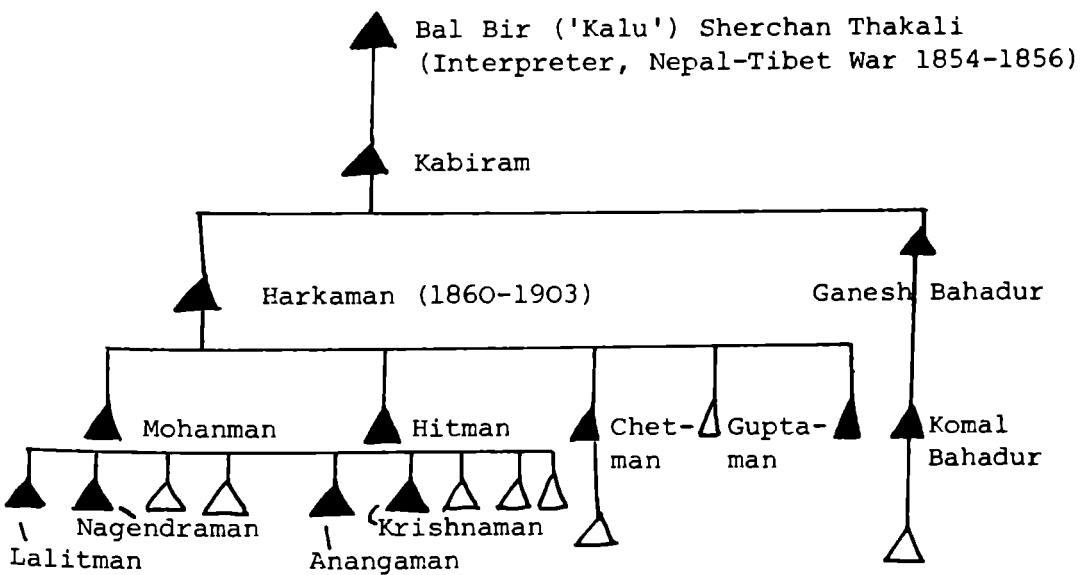 Bal Bir ('Kalu') Sherchan Thakali
(Interpreter, Nepal-Tibet War 1854-1856)
Kabiram
Harkaman (1860-1903)
Ganesh Bahadur
Mohanman
Hitman
Chet-
man
Gupta-
man
Komal
Bahadur
Nagendraman
Krishnaman
Lalitman
Anangaman